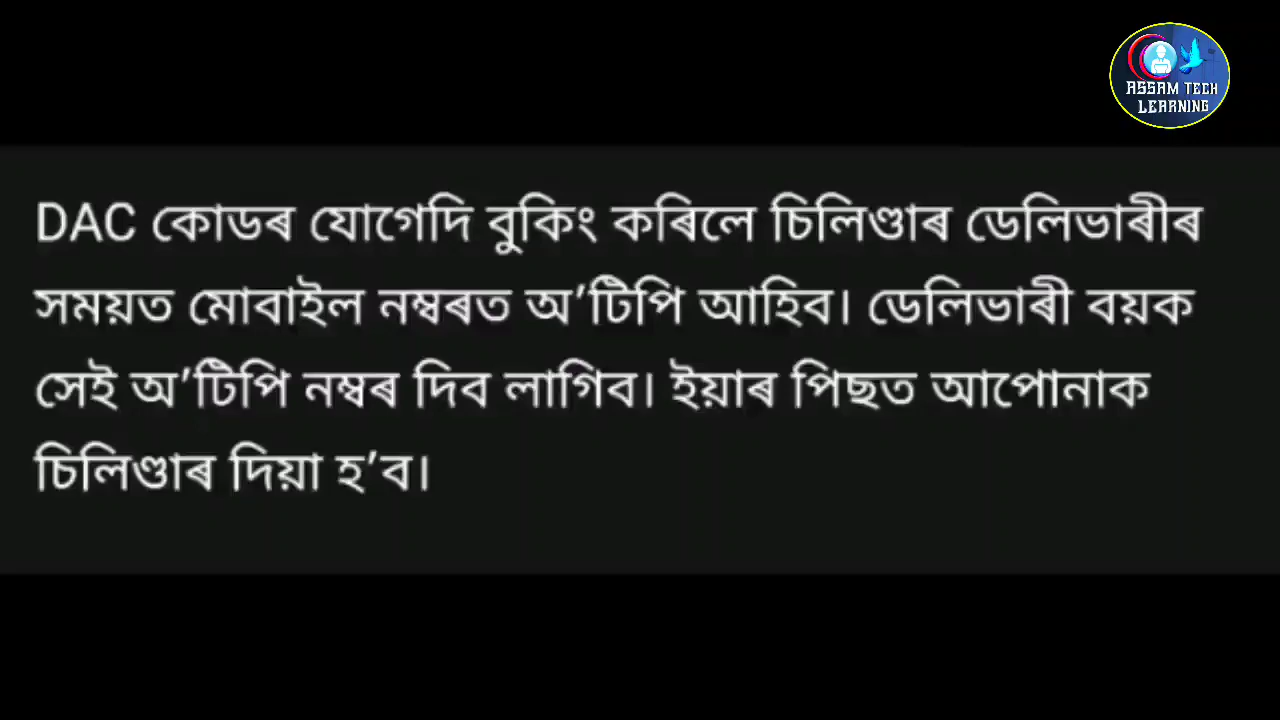 ASSAM TECH
LEARNING
DAC কোডৰ যোগেদি বুকিং কৰিলে চিলিণ্ডাৰ ডেলিভাৰীৰ
সময়ত মোবাইল নম্বৰত অ’টিপি আহিব। ডেলিভাৰী বয়ক
সেই অ’টিপি নম্বৰ দিব লাগিব। ইয়াৰ পিছত আপোনাক
চিলিণ্ডাৰ দিয়া হ’ব।